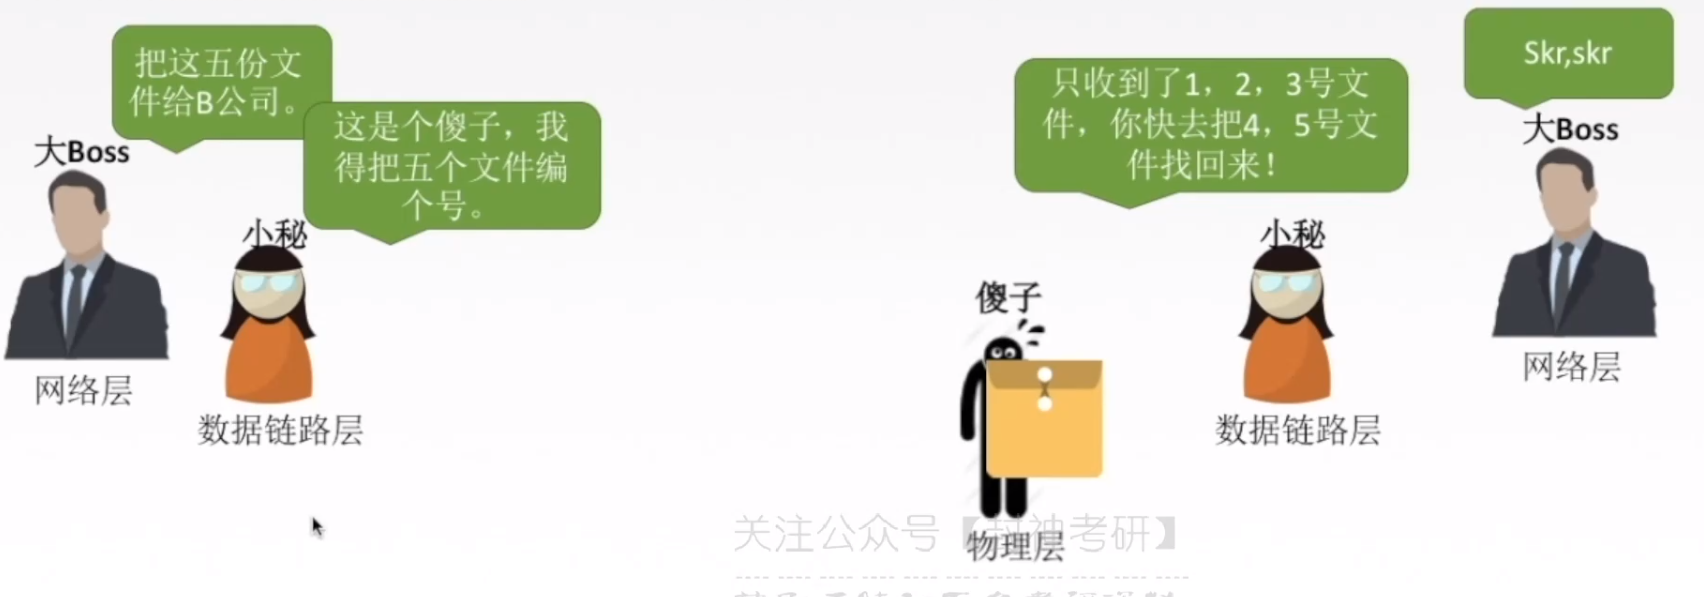 把这五份文
件给B公司。
大Boss
网络层
这是个傻子，我
得把五个文件编
个号。
小秘
数据链路层
只收到了1，2，3号文
件，你快去把4，5号文
件找回来！
傻子
物理层
小秘
数据链路层
Skr,skr
大Boss
网络层
关注公众号【封神考研】